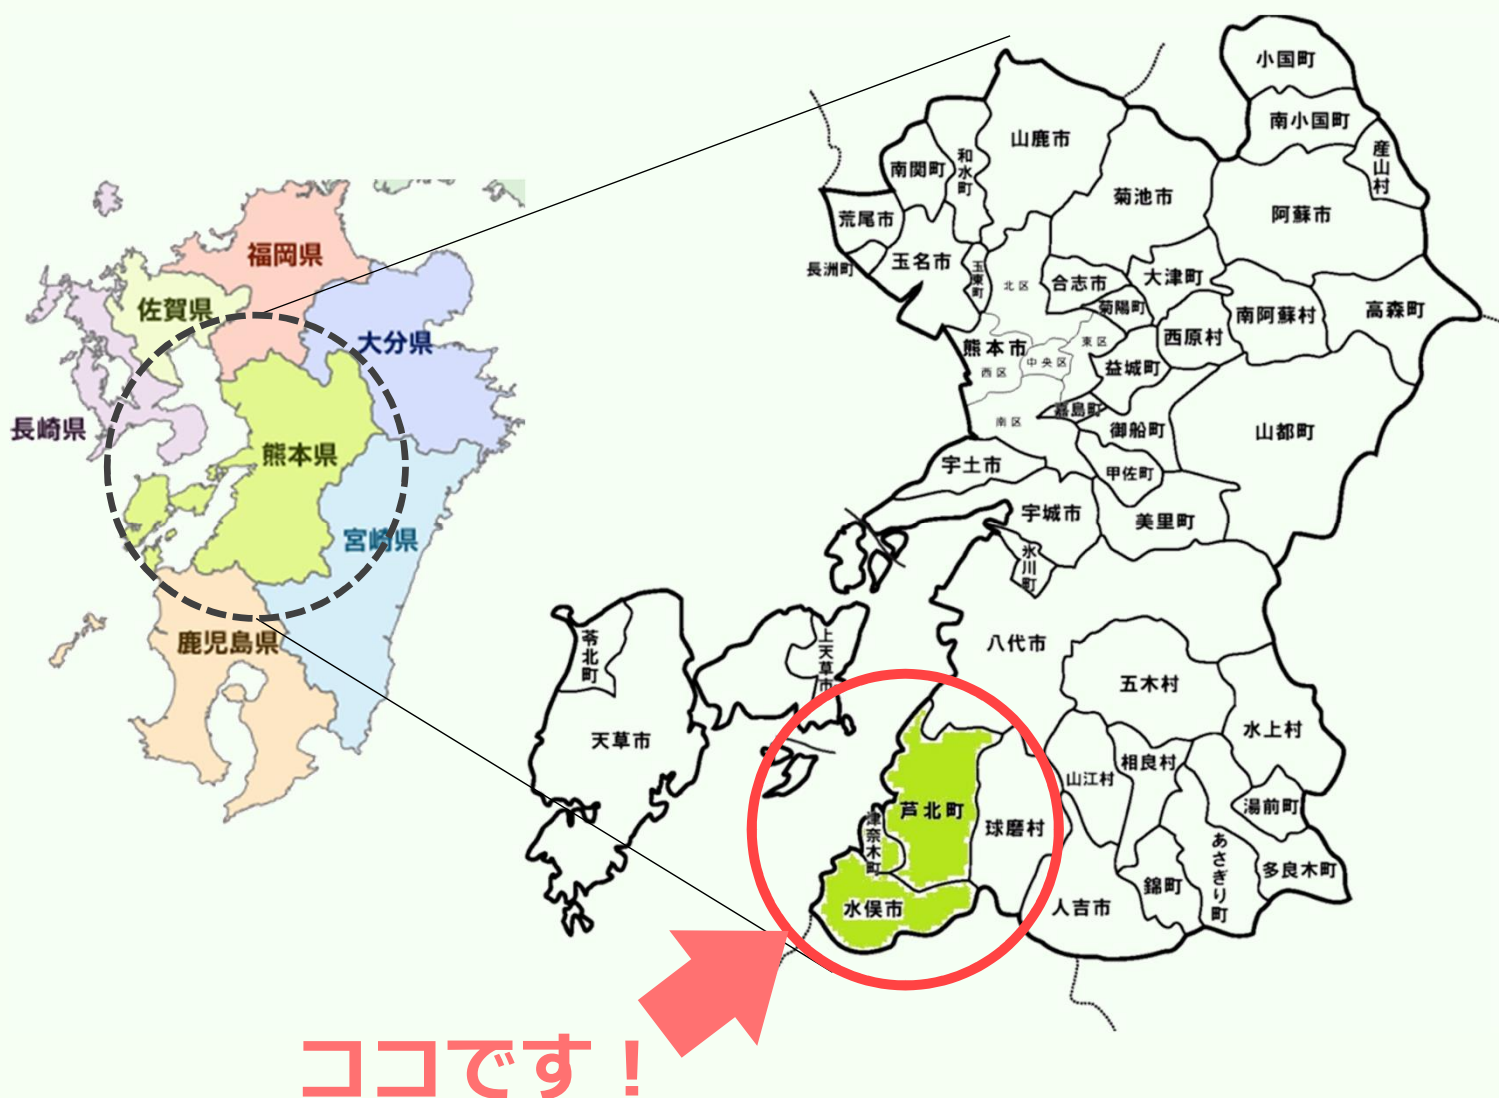 福岡県
佐賀県
大分県
長崎県
熊本県
宮崎県
鹿児島県
小国町
南小国町
産山村
山鹿市
和水町
南関町
菊池市
阿蘇市
荒尾市
玉名市
長洲町
玉東町
北区
合志市
大津町
菊陽町
南阿蘇村
高森町
西原村
熊本市
東区
中央区
西区
益城町
嘉島町
南区
御船町
山都町
宇土市
甲佐町
宇城市
美里町
氷川町
八代市
苓北町
上天草市
五木村
天草市
水上村
山江村
相良村
湯前町
芦北町
津奈木町
球磨村
あさぎり町
多良木町
錦町
水俣市
人吉市
ココです！